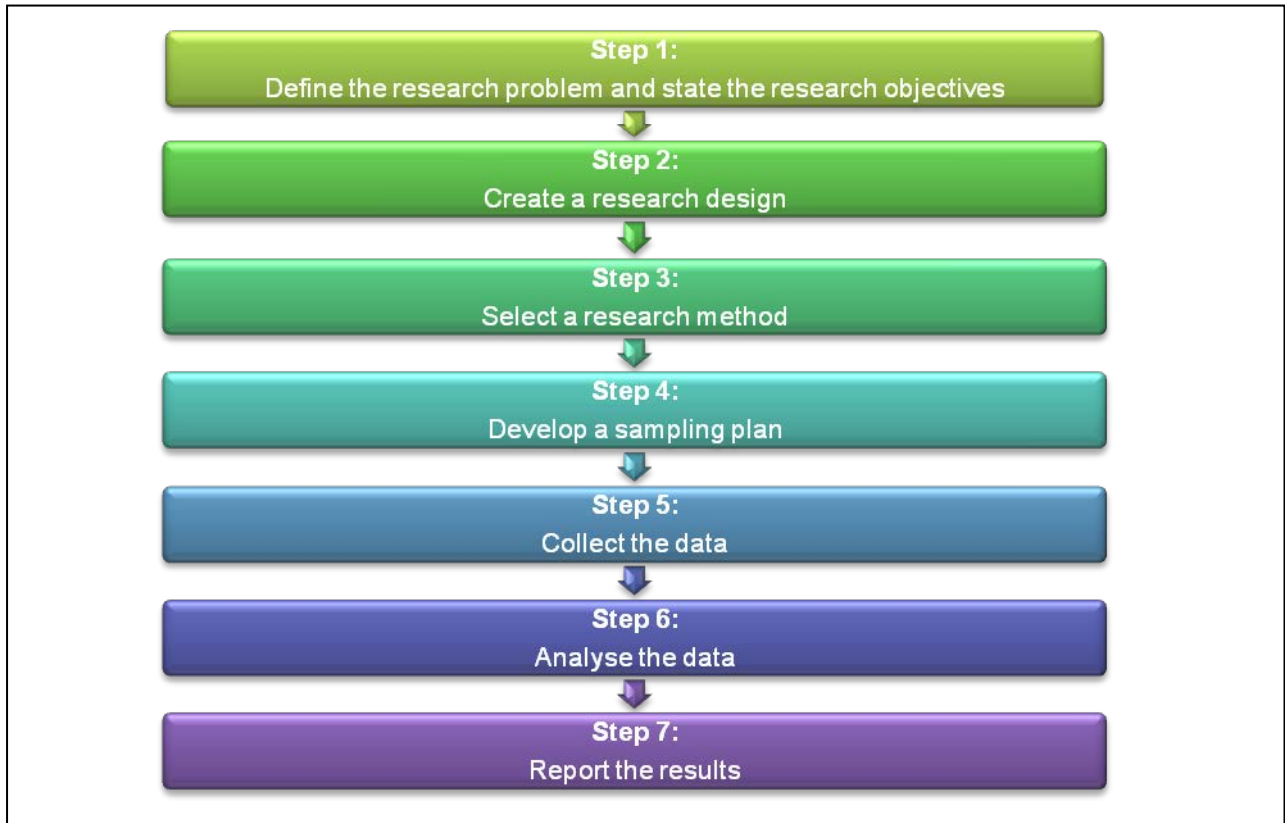 Step 1:
Define the research problem and state the research objectives
Step 2:
Create a research design
Step 3:
Select a research method
Step 4:
Develop a sampling plan
Step 5:
Collect the data
Step 6:
Analyse the data
Step 7:
Report the results